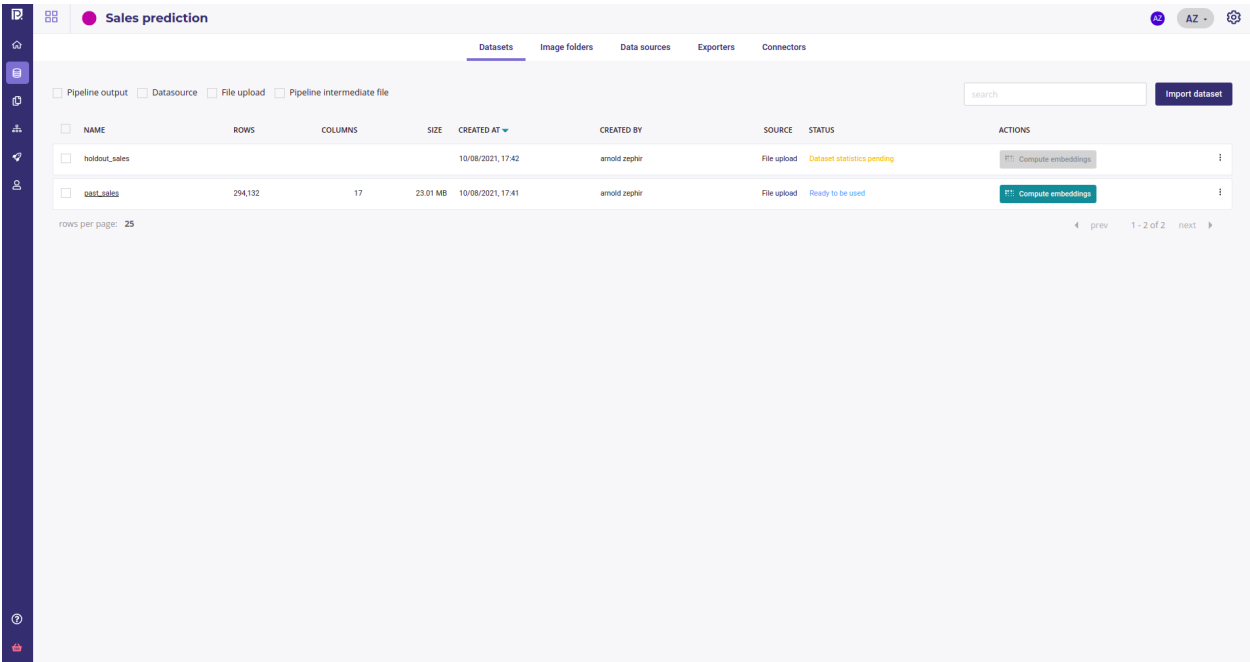 Sales prediction
AZ
AZ
Datasets Image folders Data sources Exporters Connectors
Pipeline output Datasource File upload Pipeline intermediate file
search
Import dataset
NAME ROWS COLUMNS SIZE CREATED AT CREATED BY SOURCE STATUS ACTIONS
holdout_sales 10/08/2021, 17:42 arnold zephir File upload Dataset statistics pending Compute embeddings
past_sales 294,132 17 23.01 MB 10/08/2021, 17:41 arnold zephir File upload Ready to be used Compute embeddings
rows per page: 25
prev 1 - 2 of 2 next